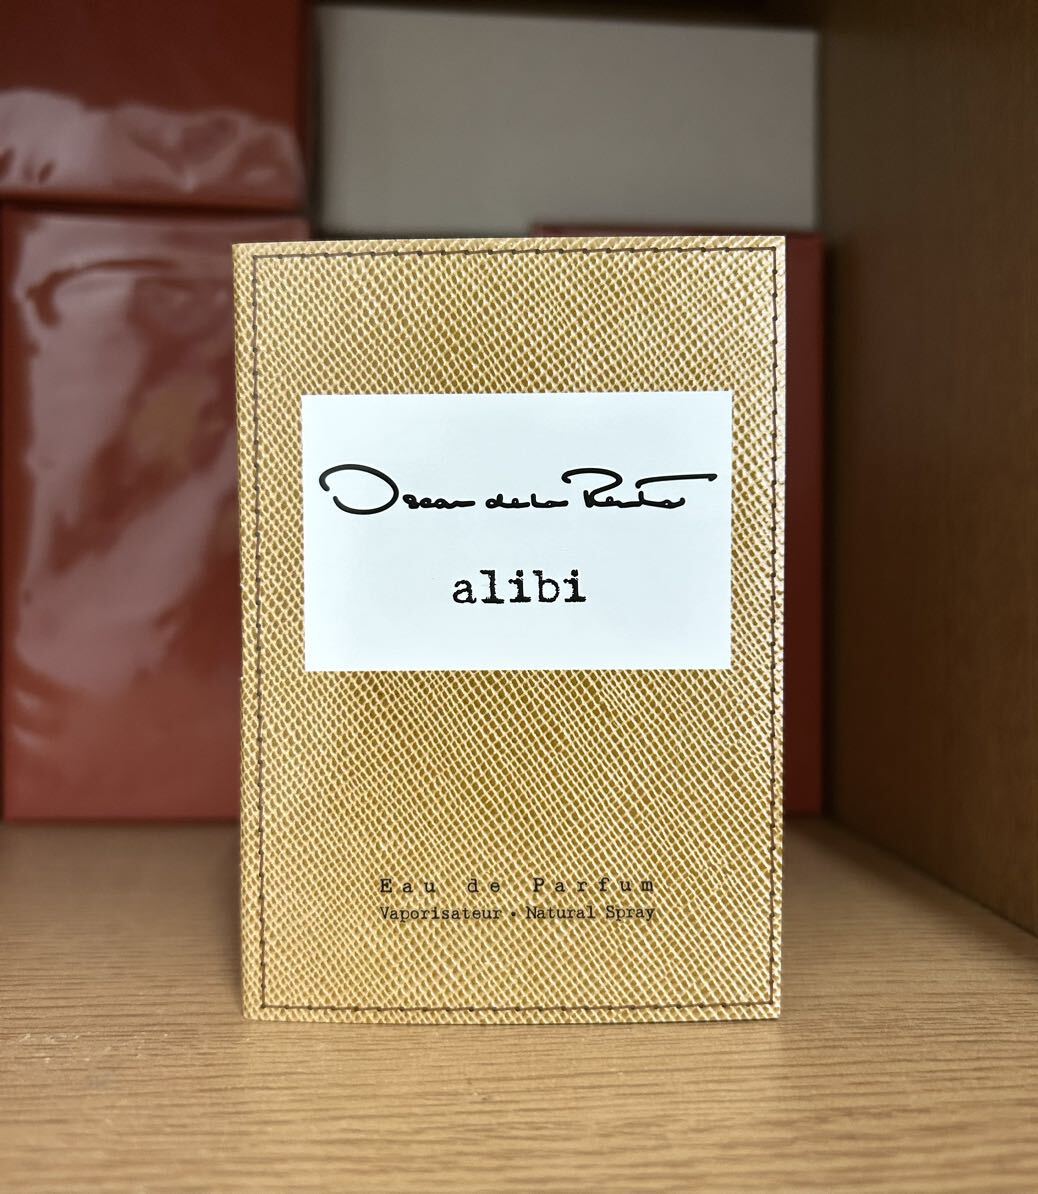 Oscar de la Renta
alibi
Eau de Parfum
Vaporisateur • Natural Spray